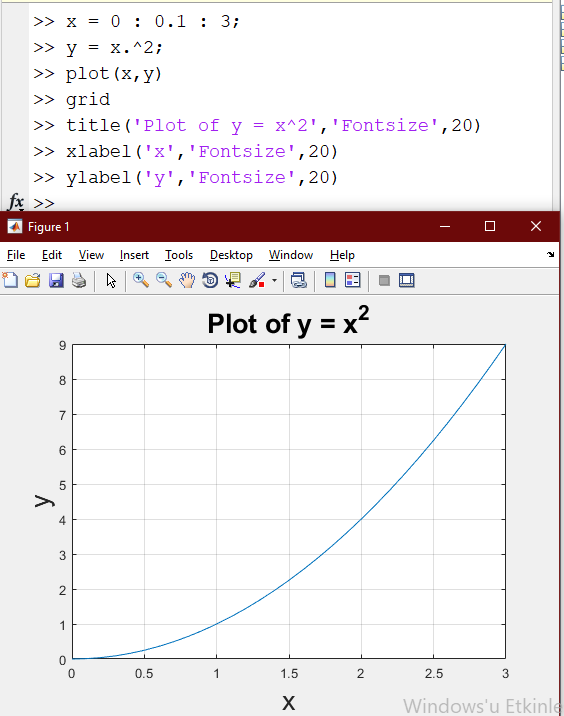 >> x = 0 : 0.1 : 3;
>> y = x.^2;
>> plot(x,y)
>> grid
>> title('Plot of y = x^2','Fontsize',20)
>> xlabel('x','Fontsize',20)
>> ylabel('y','Fontsize',20)
fx >>
Figure 1
File Edit View Insert Tools Desktop Window Help
Plot of y = x²
9
8
7
6
5
4
3
2
1
0
y
0 0.5 1 1.5 2 2.5 3
x
Windows'u Etkinle